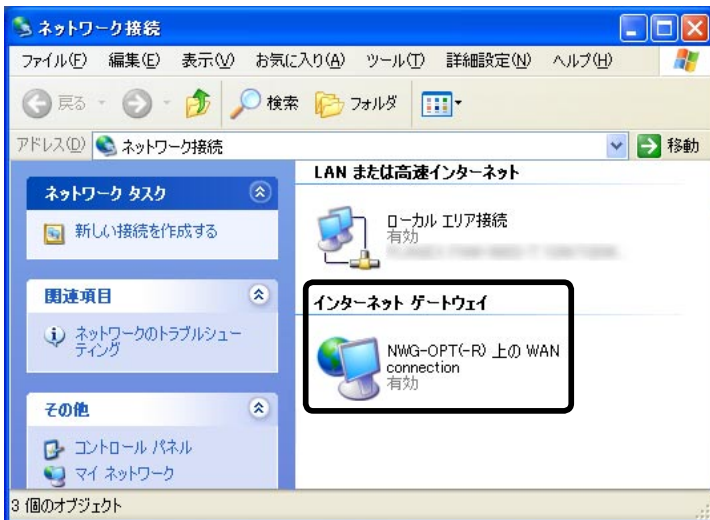 ネットワーク接続
ファイル(F) 編集(E) 表示(V) お気に入り(A) ツール(T) 詳細設定(N) ヘルプ(H)
戻る 検索 フォルダ
アドレス(D) ネットワーク接続 移動
ネットワーク タスク
新しい接続を作成する
関連項目
ネットワークのトラブルシュー
ティング
その他
コントロール パネル
マイ ネットワーク
LAN または高速インターネット
ローカル エリア接続
有効
インターネット ゲートウェイ
NWG-OPT(-R) 上の WAN
connection
有効
3 個のオブジェクト